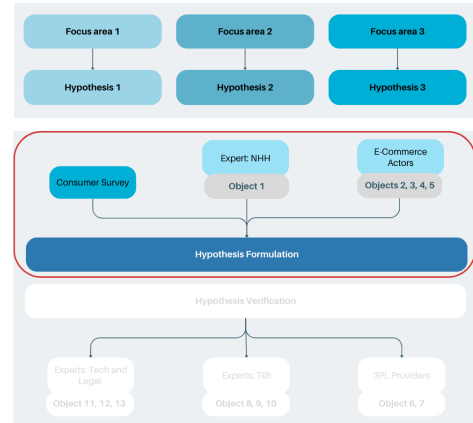 Focus area 1
Focus area 2
Focus area 3
Hypothesis 1
Hypothesis 2
Hypothesis 3
Consumer Survey
Expert: NHH
Object 1
E-Commerce
Actors
Objects 2, 3, 4, 5
Hypothesis Formulation
Hypothesis Verification
Experts: Tech and
Legal
Object 11, 12, 13
Experts: TØI
Object 8, 9, 10
3PL Providers
Object 6, 7